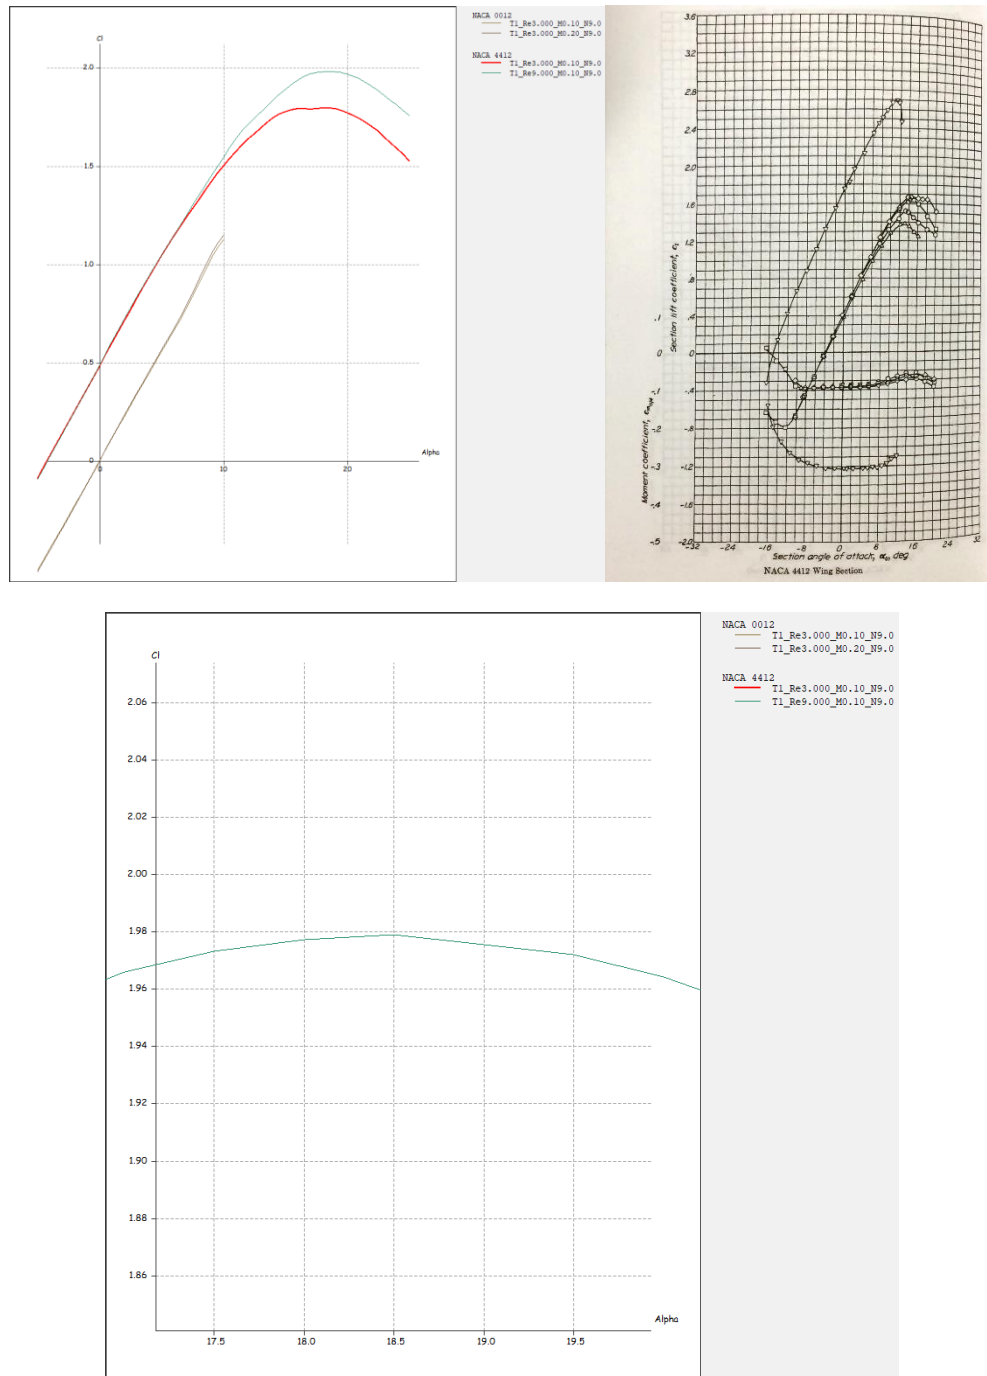 Cl
2.0
1.5
1.0
0.5
0
0
10
20
Alpha
NACA 0012
T1_Re3.000_M0.10_N9.0
T1_Re3.000_M0.20_N9.0
NACA 4412
T1_Re3.000_M0.10_N9.0
T1_Re9.000_M0.10_N9.0
3.6
3.2
2.8
2.4
2.0
1.6
1.2
.8
.4
0
-.4
-.8
-1.2
-1.6
-2.0
.1
0
-.1
-.2
-.3
-.4
-.5
Section lift coefficient, cl
Moment coefficient,
-32
-24
-16
-8
0
8
16
24
32
Section angle of attack, α₀, deg
NACA 4412 Wing Section
Cl
2.06
2.04
2.02
2.00
1.98
1.96
1.94
1.92
1.90
1.88
1.86
17.5
18.0
18.5
19.0
19.5
Alpha
NACA 0012
T1_Re3.000_M0.10_N9.0
T1_Re3.000_M0.20_N9.0
NACA 4412
T1_Re3.000_M0.10_N9.0
T1_Re9.000_M0.10_N9.0